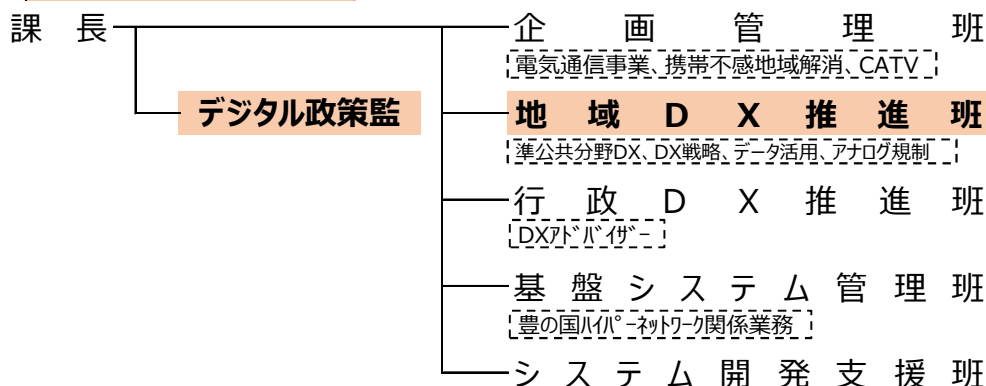 課長
企画管理班
電気通信事業、携帯不感地域解消、CATV
デジタル政策監
地域DX推進班
準公共分野DX、DX戦略、データ活用、アナログ規制
行政DX推進班
DXｱﾄﾞﾊﾞｲｻﾞｰ
基盤システム管理班
豊の国ﾊｲﾊﾟｰﾈｯﾄﾜｰｸ関係業務
システム開発支援班